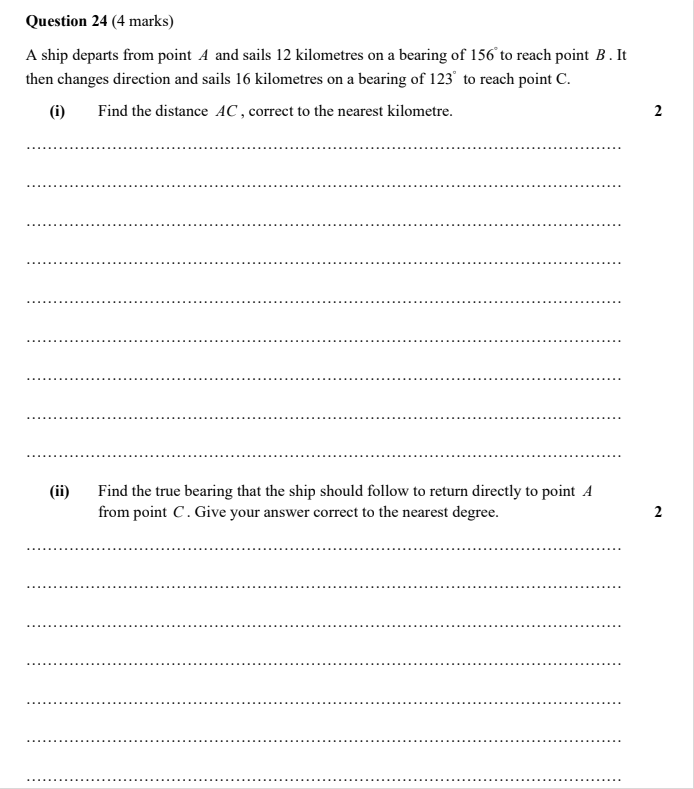 Question 24 (4 marks)
A ship departs from point A and sails 12 kilometres on a bearing of 156° to reach point B. It
then changes direction and sails 16 kilometres on a bearing of 123° to reach point C.
(i) Find the distance AC, correct to the nearest kilometre. 2
(ii) Find the true bearing that the ship should follow to return directly to point A
from point C. Give your answer correct to the nearest degree. 2